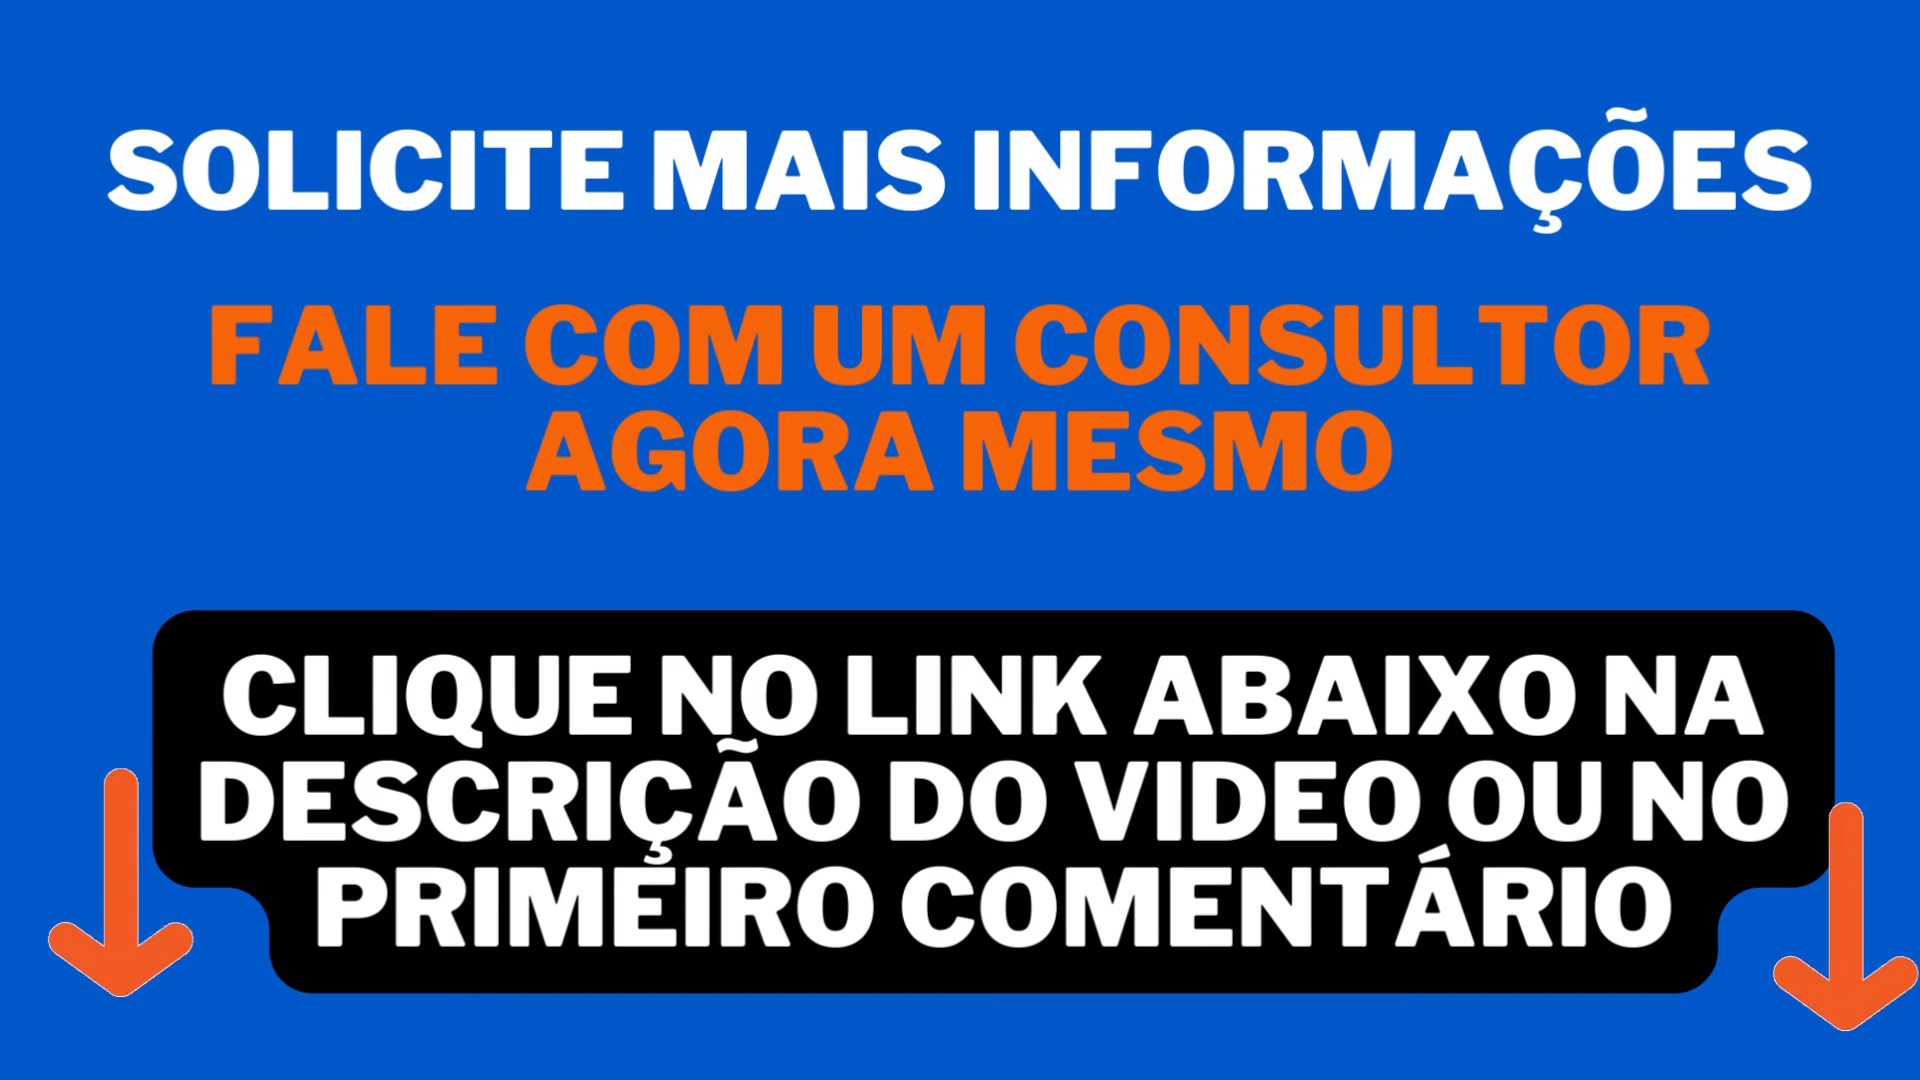 SOLICITE MAIS INFORMAÇÕES
FALE COM UM CONSULTOR
AGORA MESMO
CLIQUE NO LINK ABAIXO NA
DESCRIÇÃO DO VIDEO OU NO
PRIMEIRO COMENTÁRIO